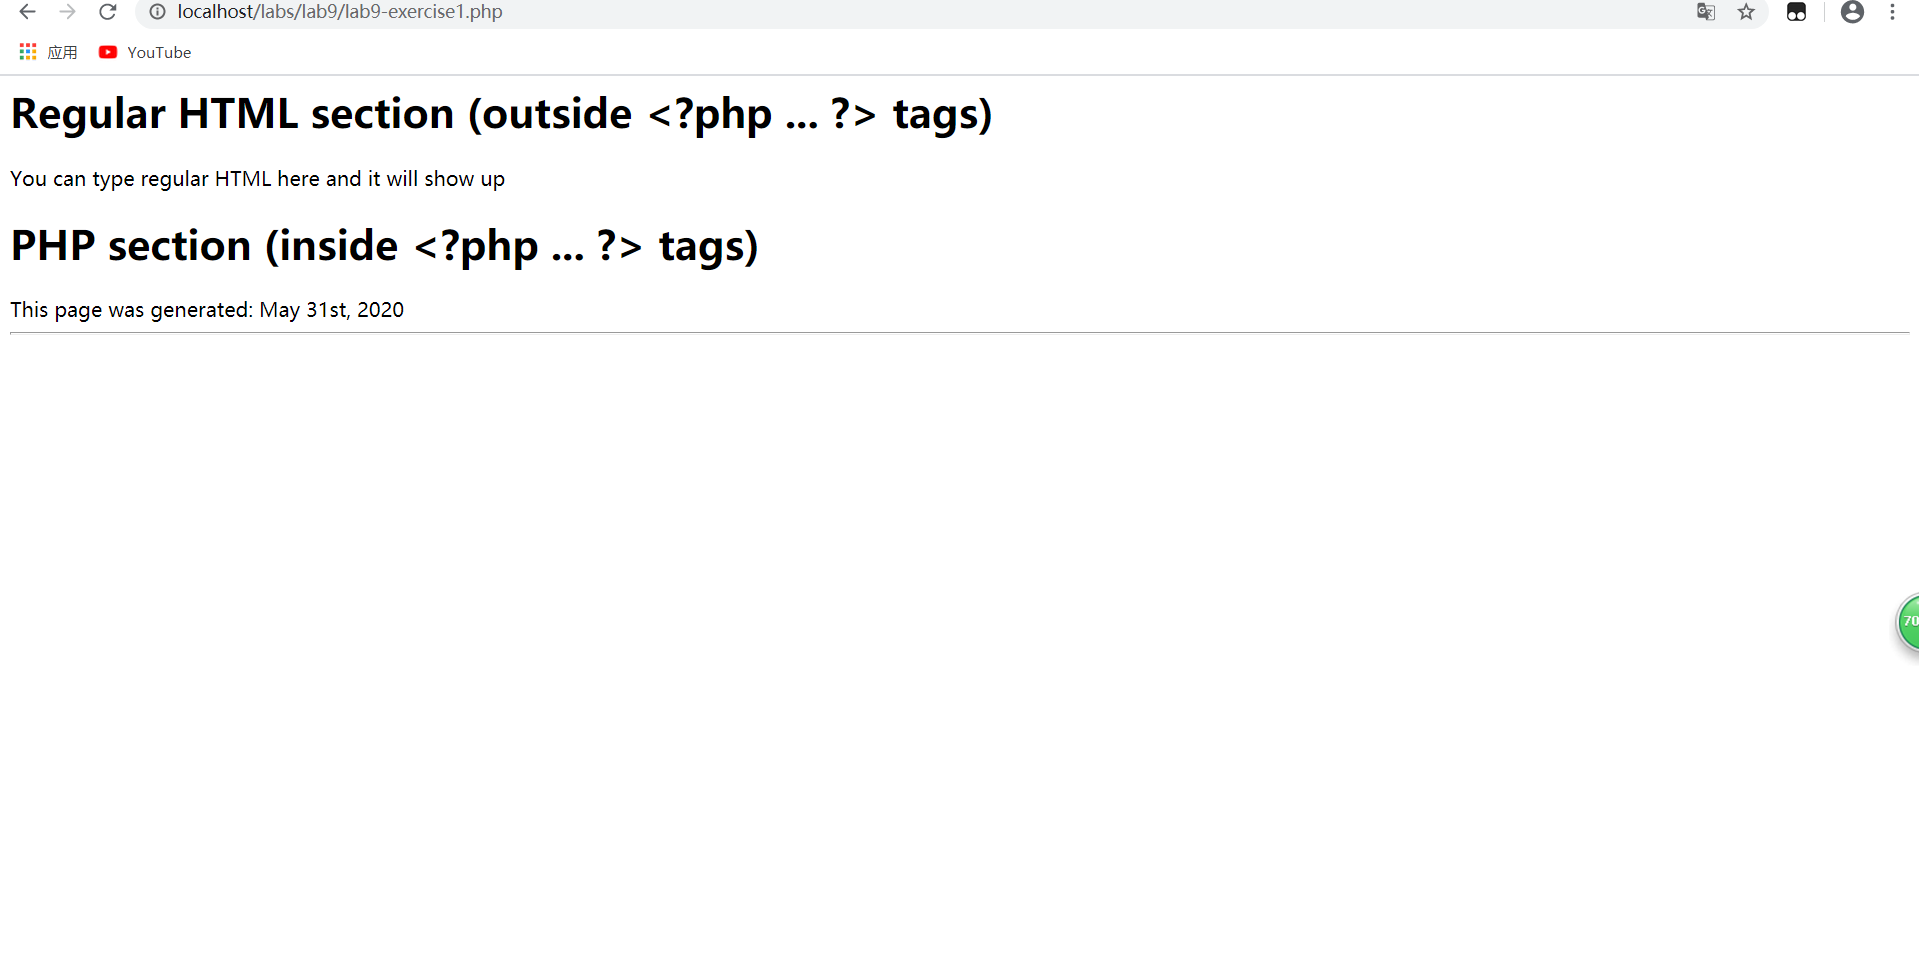 localhost/labs/lab9/lab9-exercise1.php
应用 YouTube
Regular HTML section (outside <?php ... ?> tags)
You can type regular HTML here and it will show up
PHP section (inside <?php ... ?> tags)
This page was generated: May 31st, 2020
70